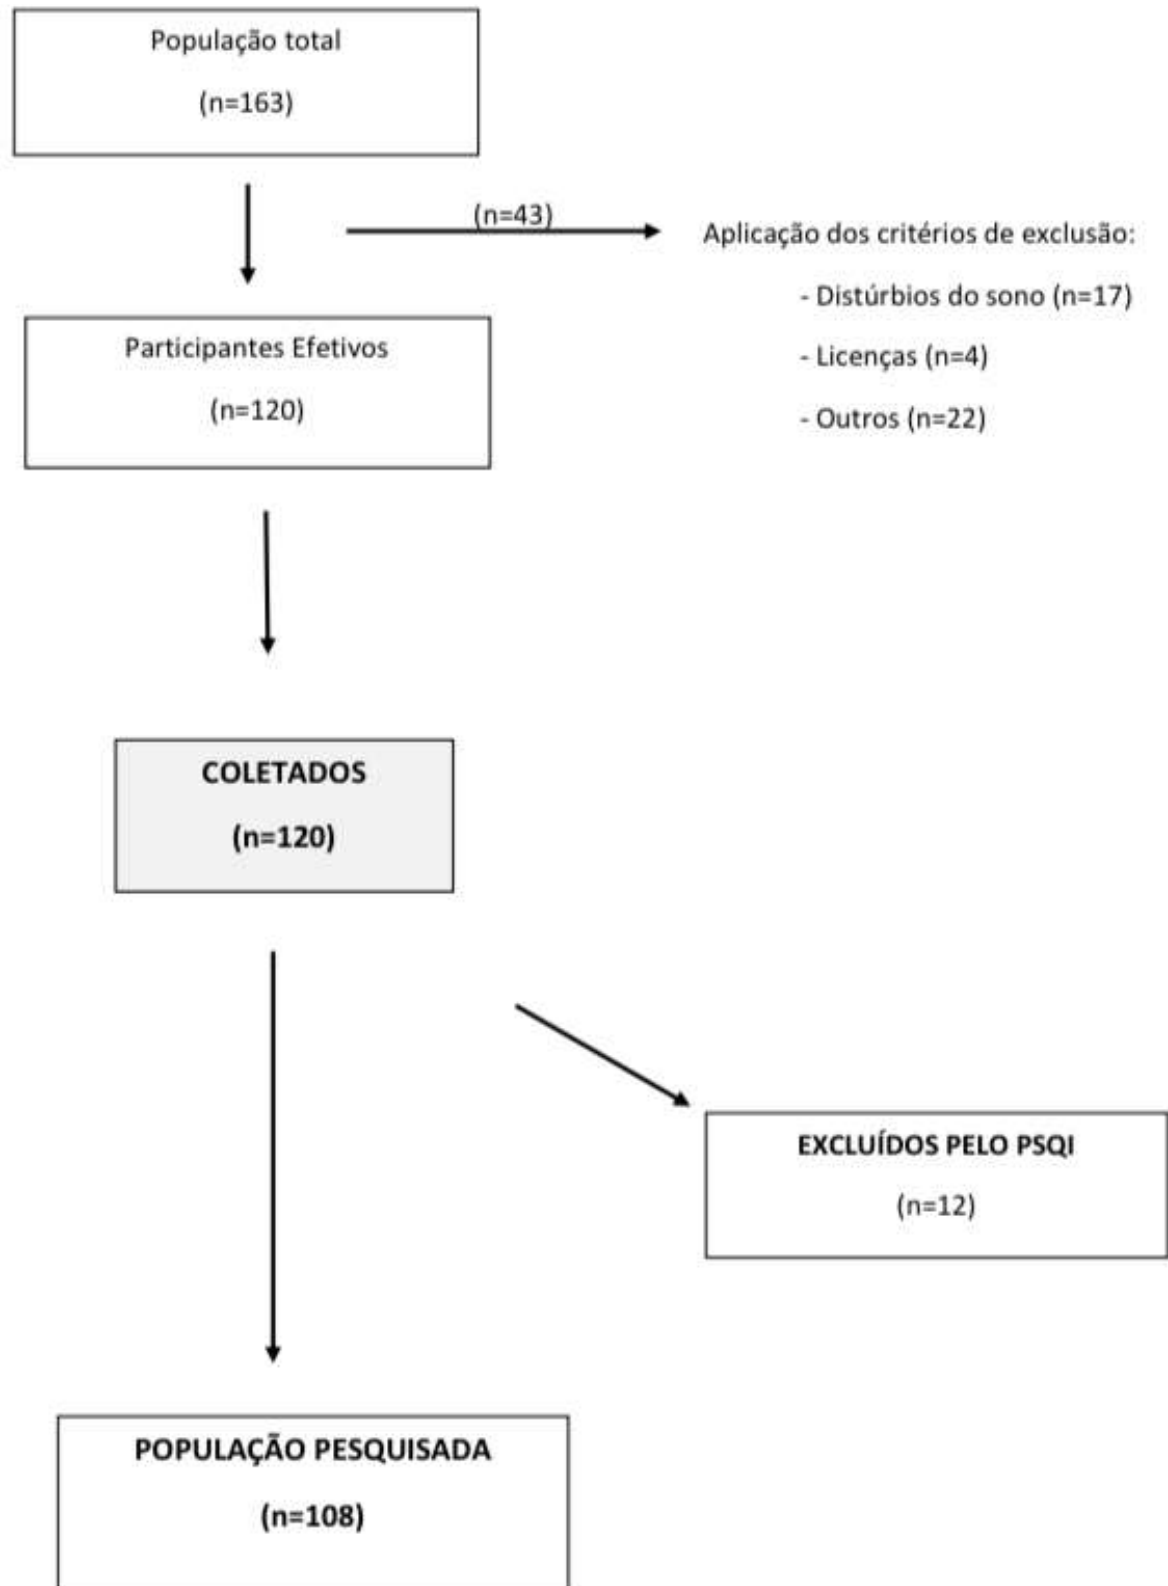 População total
(n=163)
(n=43)
Aplicação dos critérios de exclusão:
- Distúrbios do sono (n=17)
- Licenças (n=4)
- Outros (n=22)
Participantes Efetivos
(n=120)
COLETADOS
(n=120)
EXCLUÍDOS PELO PSQI
(n=12)
POPULAÇÃO PESQUISADA
(n=108)